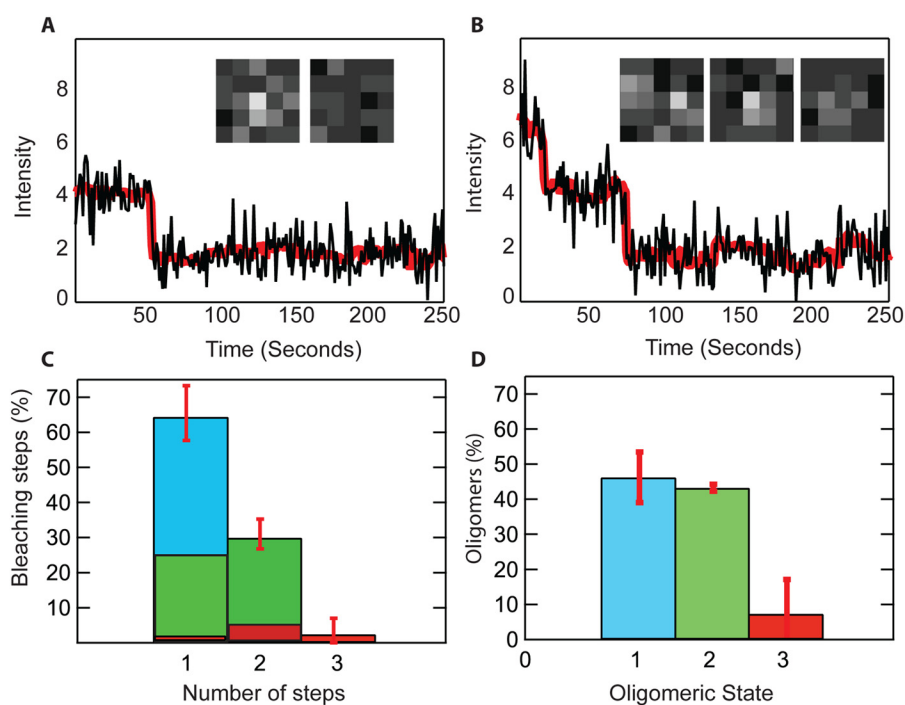 A
Intensity
8
6
4
2
0
50 100 150 200 250
Time (Seconds)
B
Intensity
8
6
4
2
0
50 100 150 200 250
Time (Seconds)
C
Bleaching steps (%)
70
60
50
40
30
20
10
1 2 3
Number of steps
D
Oligomers (%)
70
60
50
40
30
20
10
0
0 1 2 3
Oligomeric State